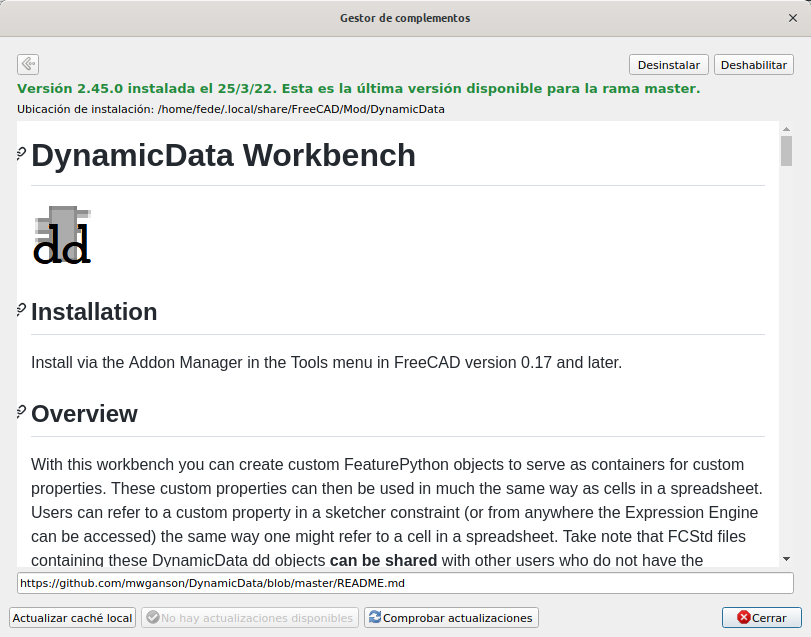 Gestor de complementos
Desinstalar
Deshabilitar
Versión 2.45.0 instalada el 25/3/22. Esta es la última versión disponible para la rama master.
Ubicación de instalación: /home/fede/.local/share/FreeCAD/Mod/DynamicData
DynamicData Workbench
dd
Installation
Install via the Addon Manager in the Tools menu in FreeCAD version 0.17 and later.
Overview
With this workbench you can create custom FeaturePython objects to serve as containers for custom
properties. These custom properties can then be used in much the same way as cells in a spreadsheet.
Users can refer to a custom property in a sketcher constraint (or from anywhere the Expression Engine
can be accessed) the same way one might refer to a cell in a spreadsheet. Take note that FCStd files
containing these DynamicData dd objects can be shared with other users who do not have the
https://github.com/mwganson/DynamicData/blob/master/README.md
Actualizar caché local
No hay actualizaciones disponibles
Comprobar actualizaciones
Cerrar